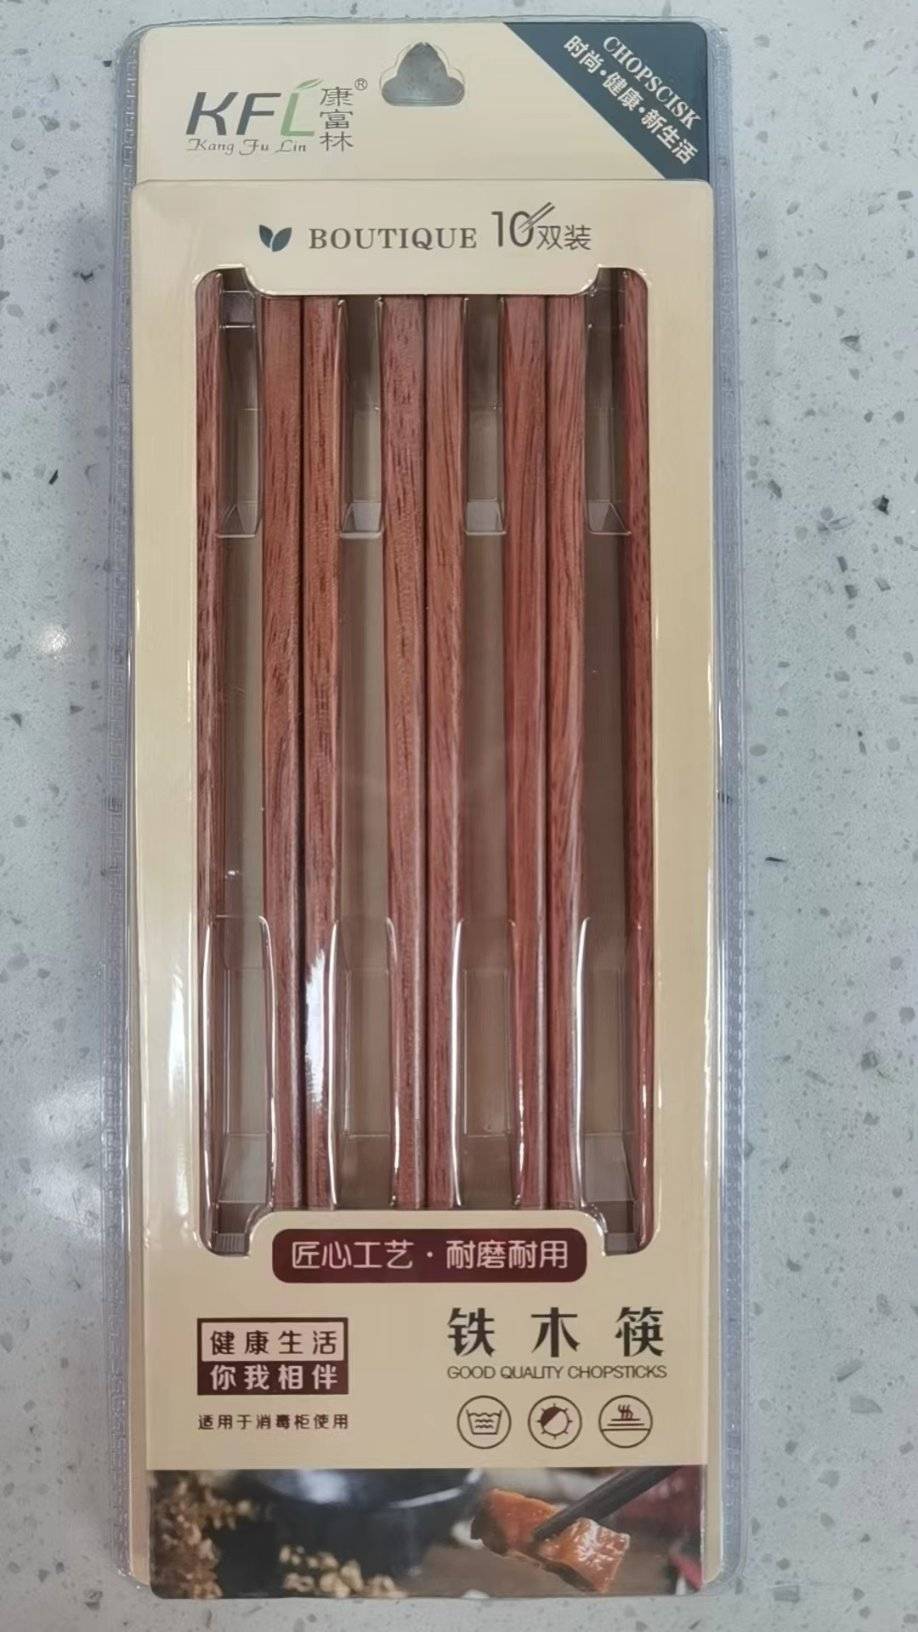 KFL 康富林®
Kang Fu Lin
CHOPSCISK
时尚·健康·新生活
BOUTIQUE 10双装
匠心工艺·耐磨耐用
健康生活
你我相伴
适用于消毒柜使用
铁木筷
GOOD QUALITY CHOPSTICKS